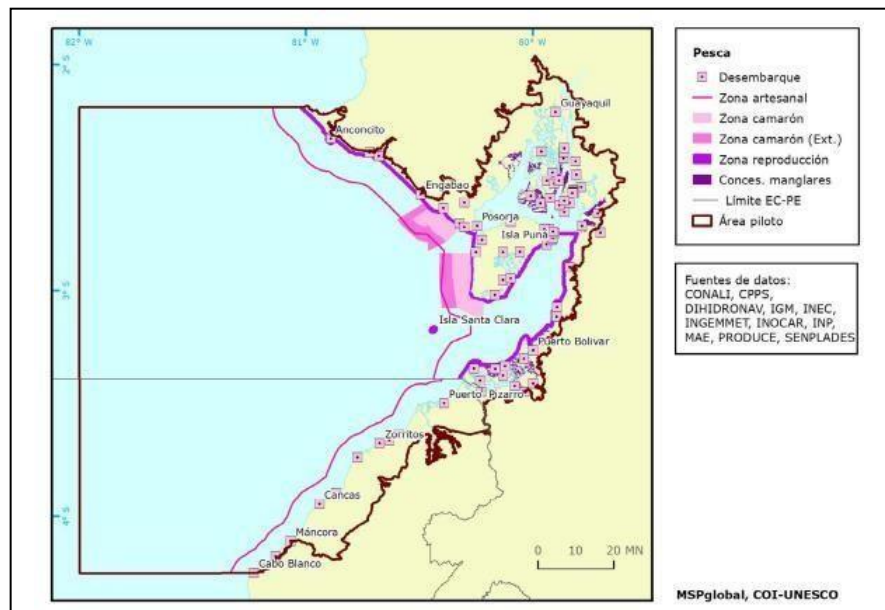 82° W
81° W
80° W
3° S
4° S
Guayaquil
Anconcito
Engabao
Posorja
Isla Puná
Isla Santa Clara
Puerto Bolivar
Puerto Pizarro
Zorritos
Cancas
Máncora
Cabo Blanco
0 10 20 MN
Pesca
Desembarque
Zona artesanal
Zona camarón
Zona camarón (Ext.)
Zona reproducción
Conces. manglares
Límite EC-PE
Área piloto
Fuentes de datos:
CONALI, CPPS,
DIHIDRONAV, IGM, INEC,
INGEMMET, INOCAR, INP,
MAE, PRODUCE, SENPLADES
MSPglobal, COI-UNESCO